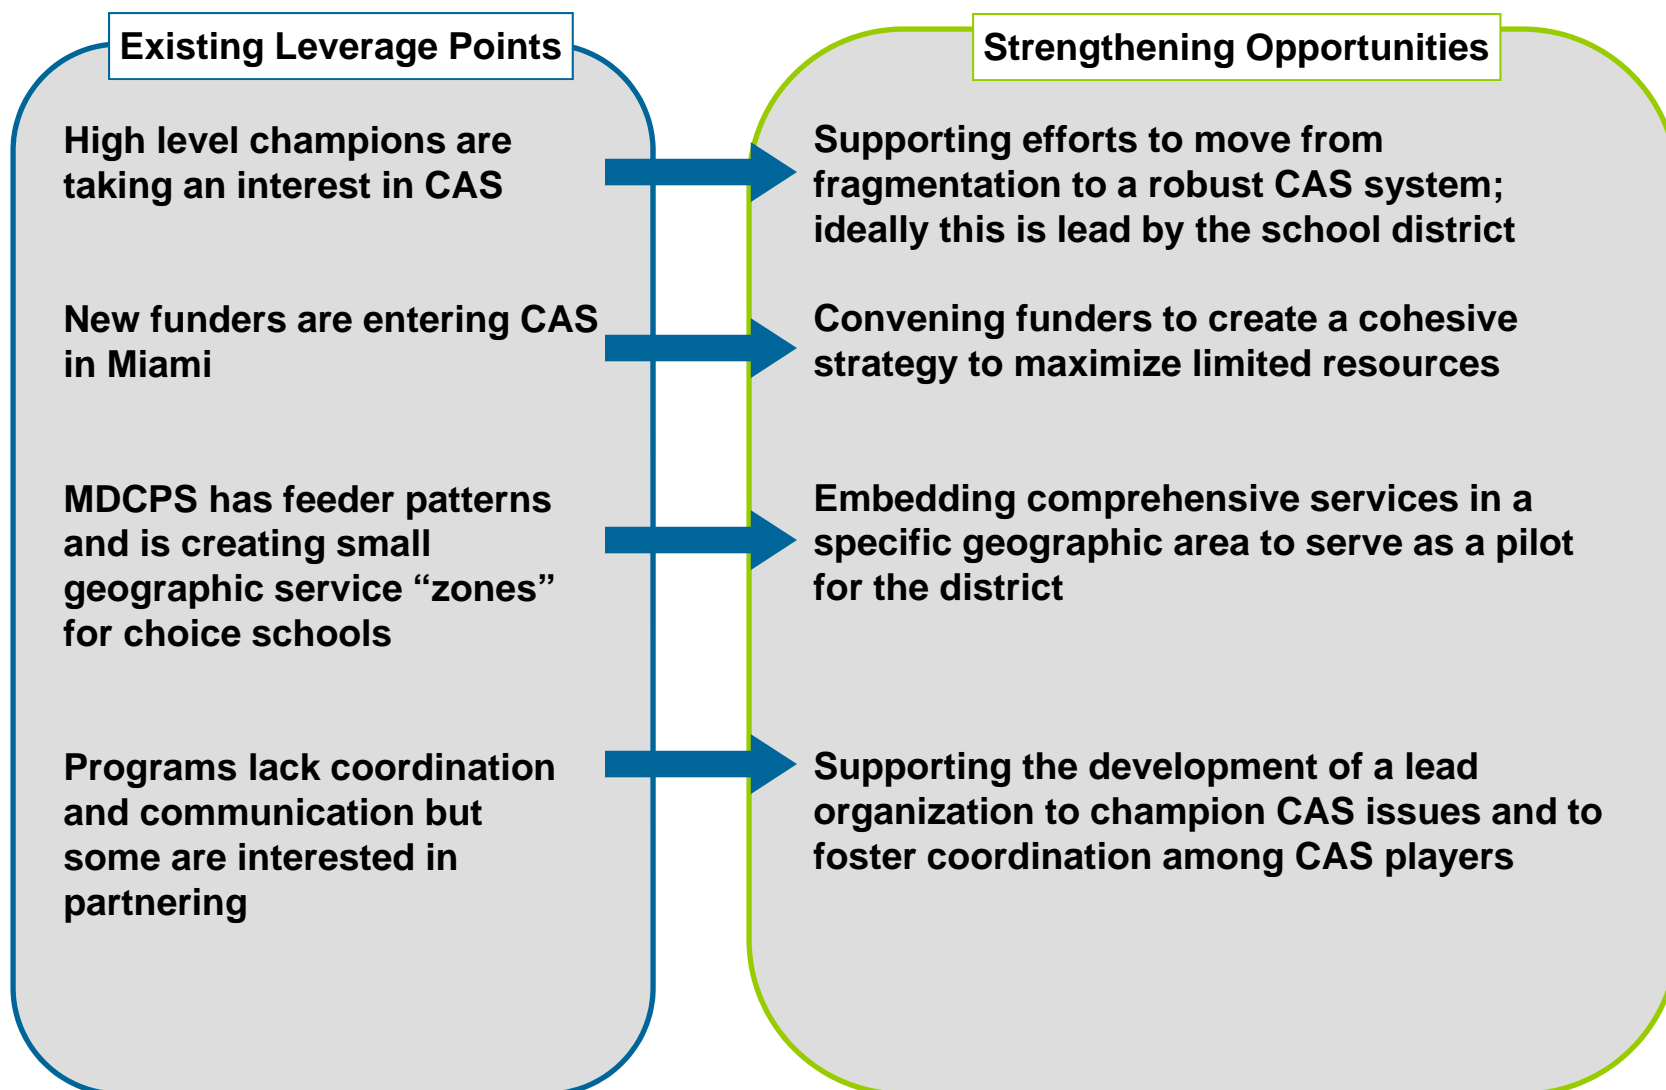 Existing Leverage Points
High level champions are
taking an interest in CAS
New funders are entering CAS
in Miami
MDCPS has feeder patterns
and is creating small
geographic service “zones”
for choice schools
Programs lack coordination
and communication but
some are interested in
partnering
Strengthening Opportunities
Supporting efforts to move from
fragmentation to a robust CAS system;
ideally this is lead by the school district
Convening funders to create a cohesive
strategy to maximize limited resources
Embedding comprehensive services in a
specific geographic area to serve as a pilot
for the district
Supporting the development of a lead
organization to champion CAS issues and to
foster coordination among CAS players